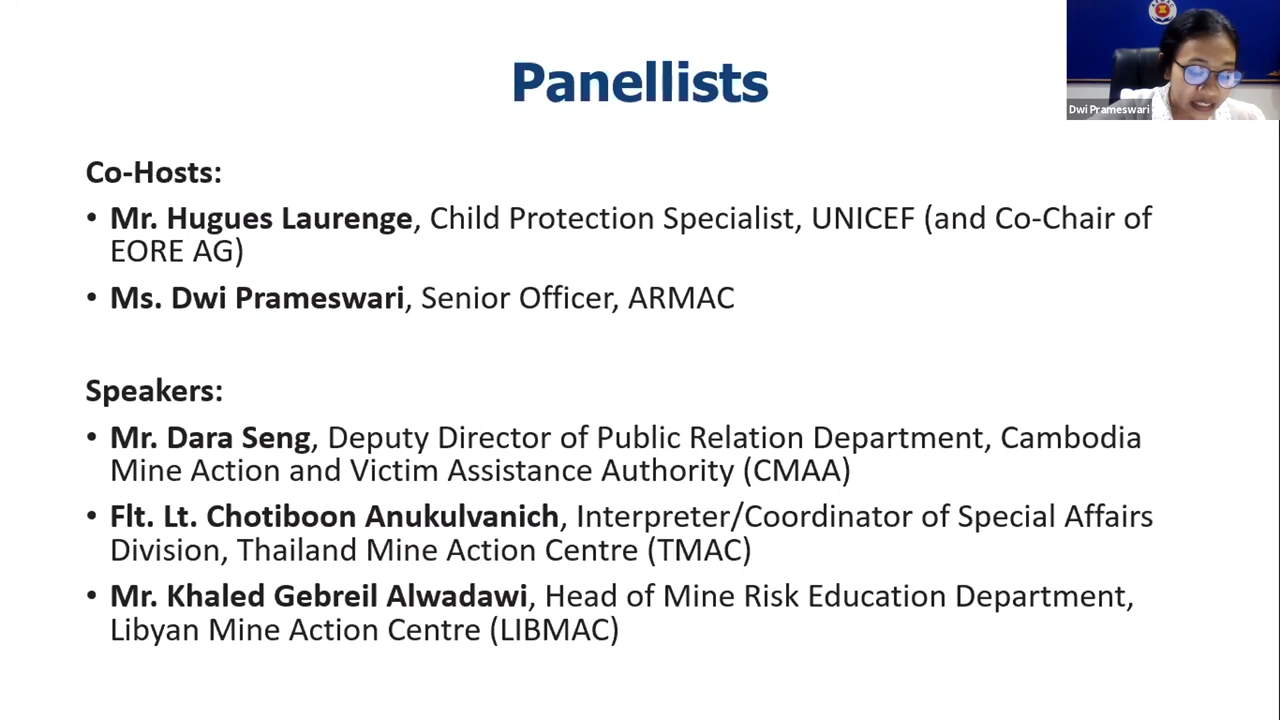 Panellists
Dwi Prameswari
Co-Hosts:
• Mr. Hugues Laurenge, Child Protection Specialist, UNICEF (and Co-Chair of
EORE AG)
• Ms. Dwi Prameswari, Senior Officer, ARMAC
Speakers:
• Mr. Dara Seng, Deputy Director of Public Relation Department, Cambodia
Mine Action and Victim Assistance Authority (CMAA)
• Flt. Lt. Chotiboon Anukulvanich, Interpreter/Coordinator of Special Affairs
Division, Thailand Mine Action Centre (TMAC)
• Mr. Khaled Gebreil Alwadawi, Head of Mine Risk Education Department,
Libyan Mine Action Centre (LIBMAC)